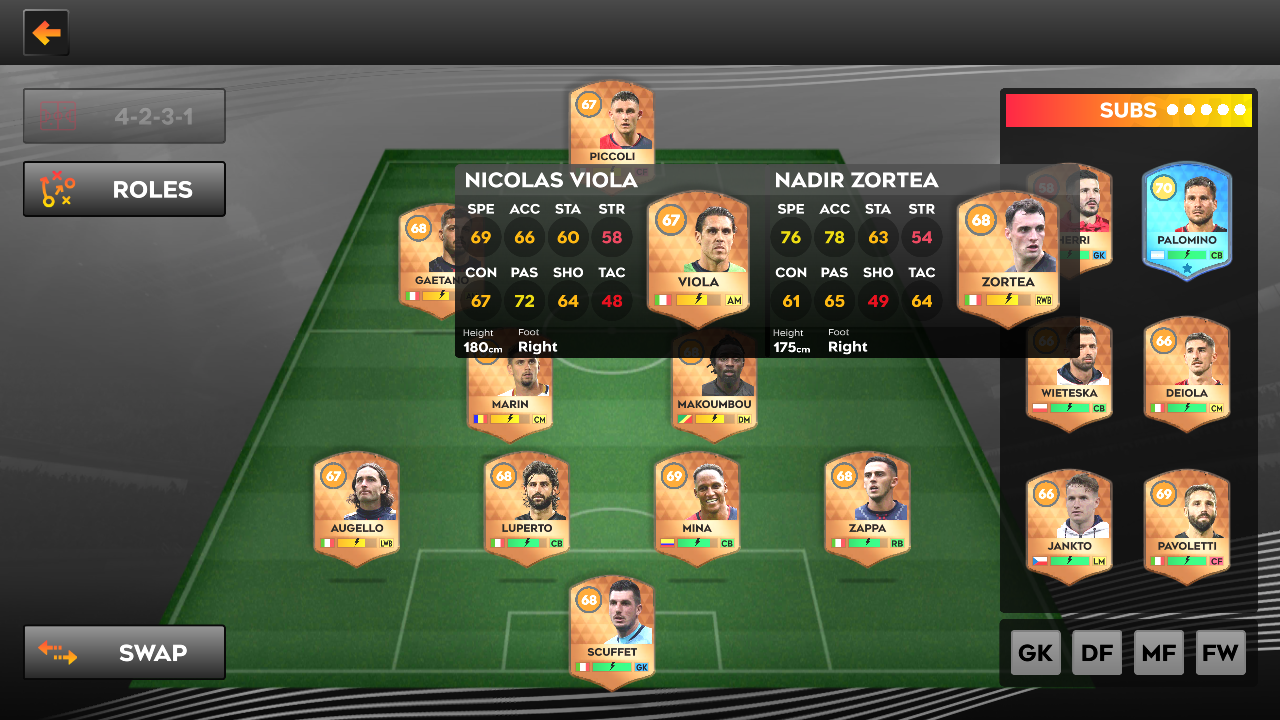 4-2-3-1
ROLES
SWAP
67
PICCOLI
68
GAETANO
NICOLAS VIOLA
SPE ACC STA STR
69 66 60 58
CON PAS SHO TAC
67 72 64 48
Height
180cm
Foot
Right
67
VIOLA
AM
NADIR ZORTEA
SPE ACC STA STR
76 78 63 54
CON PAS SHO TAC
61 65 49 64
Height
175cm
Foot
Right
68
ZORTEA
RWB
MARIN
CM
MAKOUMBOU
DM
67
AUGELLO
LWB
68
LUPERTO
CB
69
MINA
CB
68
ZAPPA
RB
68
SCUFFET
GK
SUBS
58
GK
70
PALOMINO
CB
66
WIETESKA
CB
66
DEIOLA
CM
66
JANKTO
LM
69
PAVOLETTI
CF
GK DF MF FW